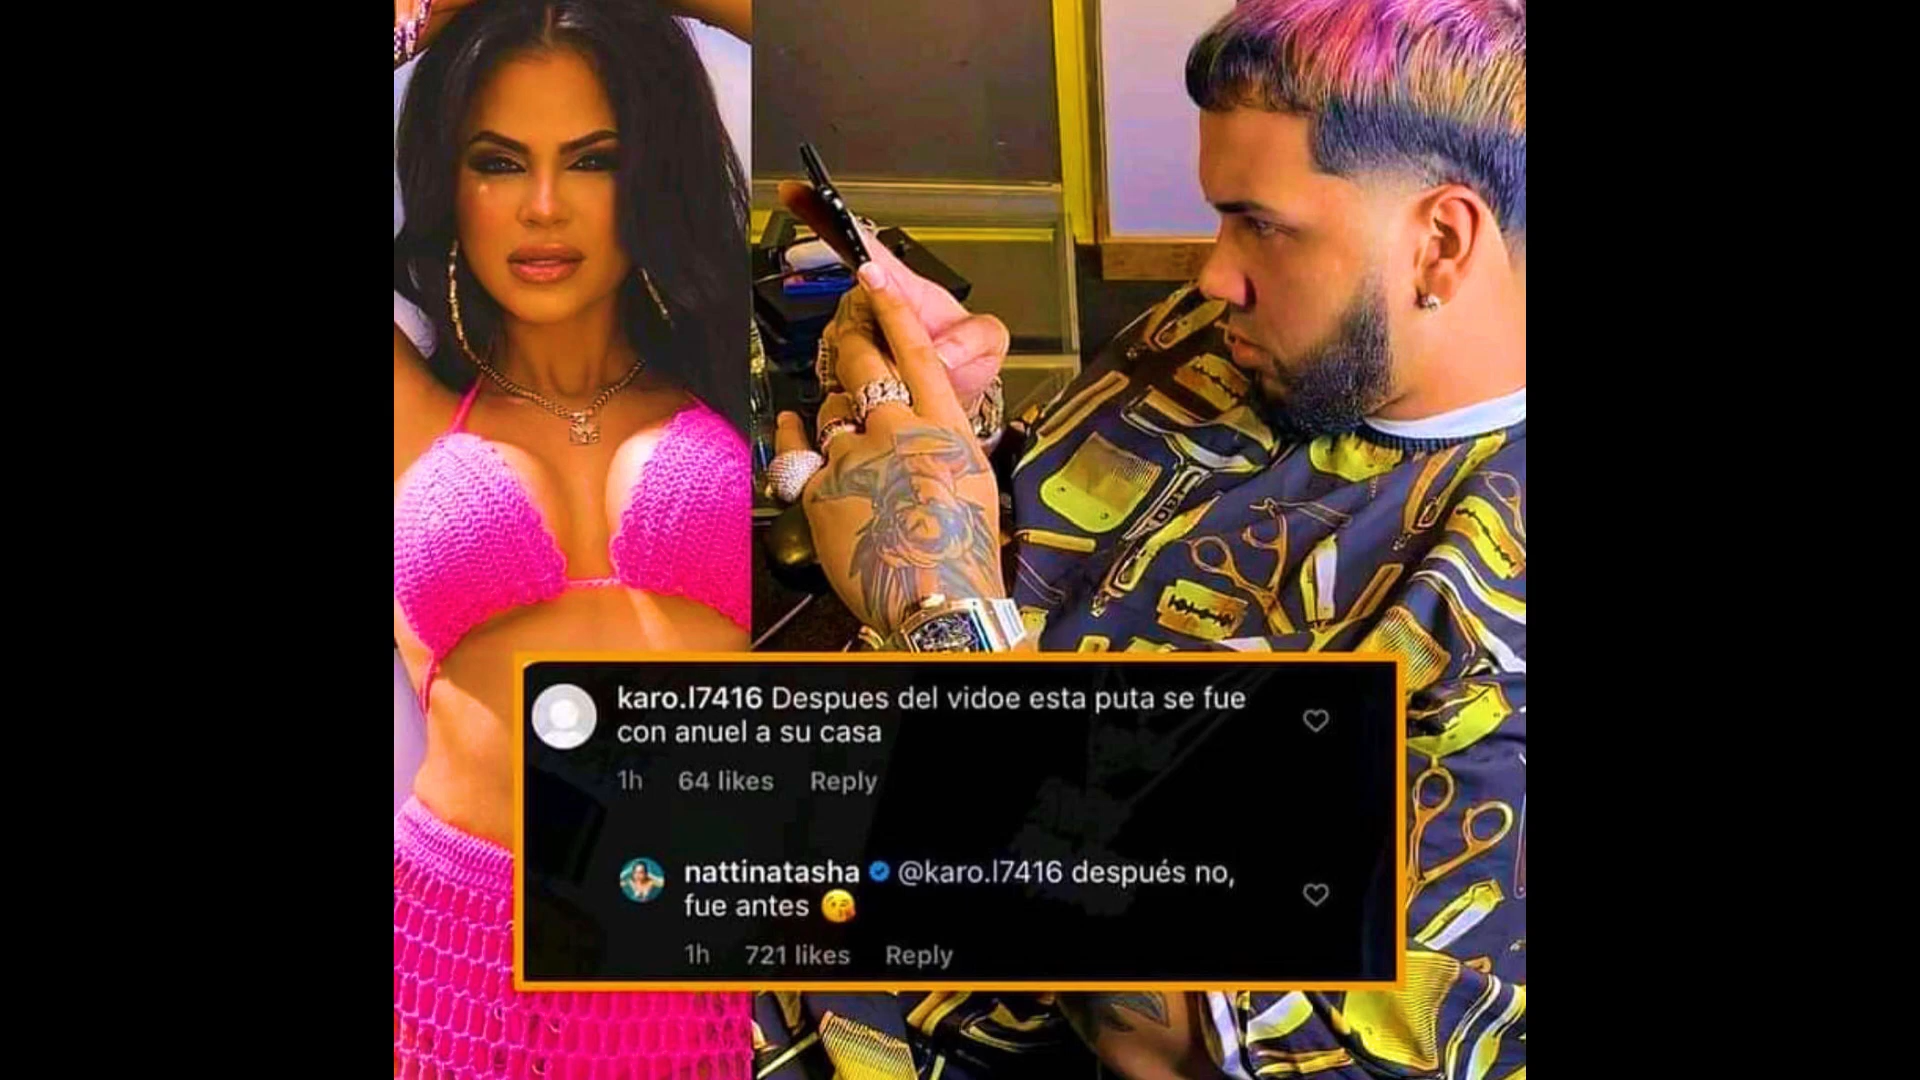 karo.l7416 Despues del vidoe esta puta se fue
con anuel a su casa
1h 64 likes Reply
nattinatasha @karo.l7416 después no,
fue antes 😘
1h 721 likes Reply